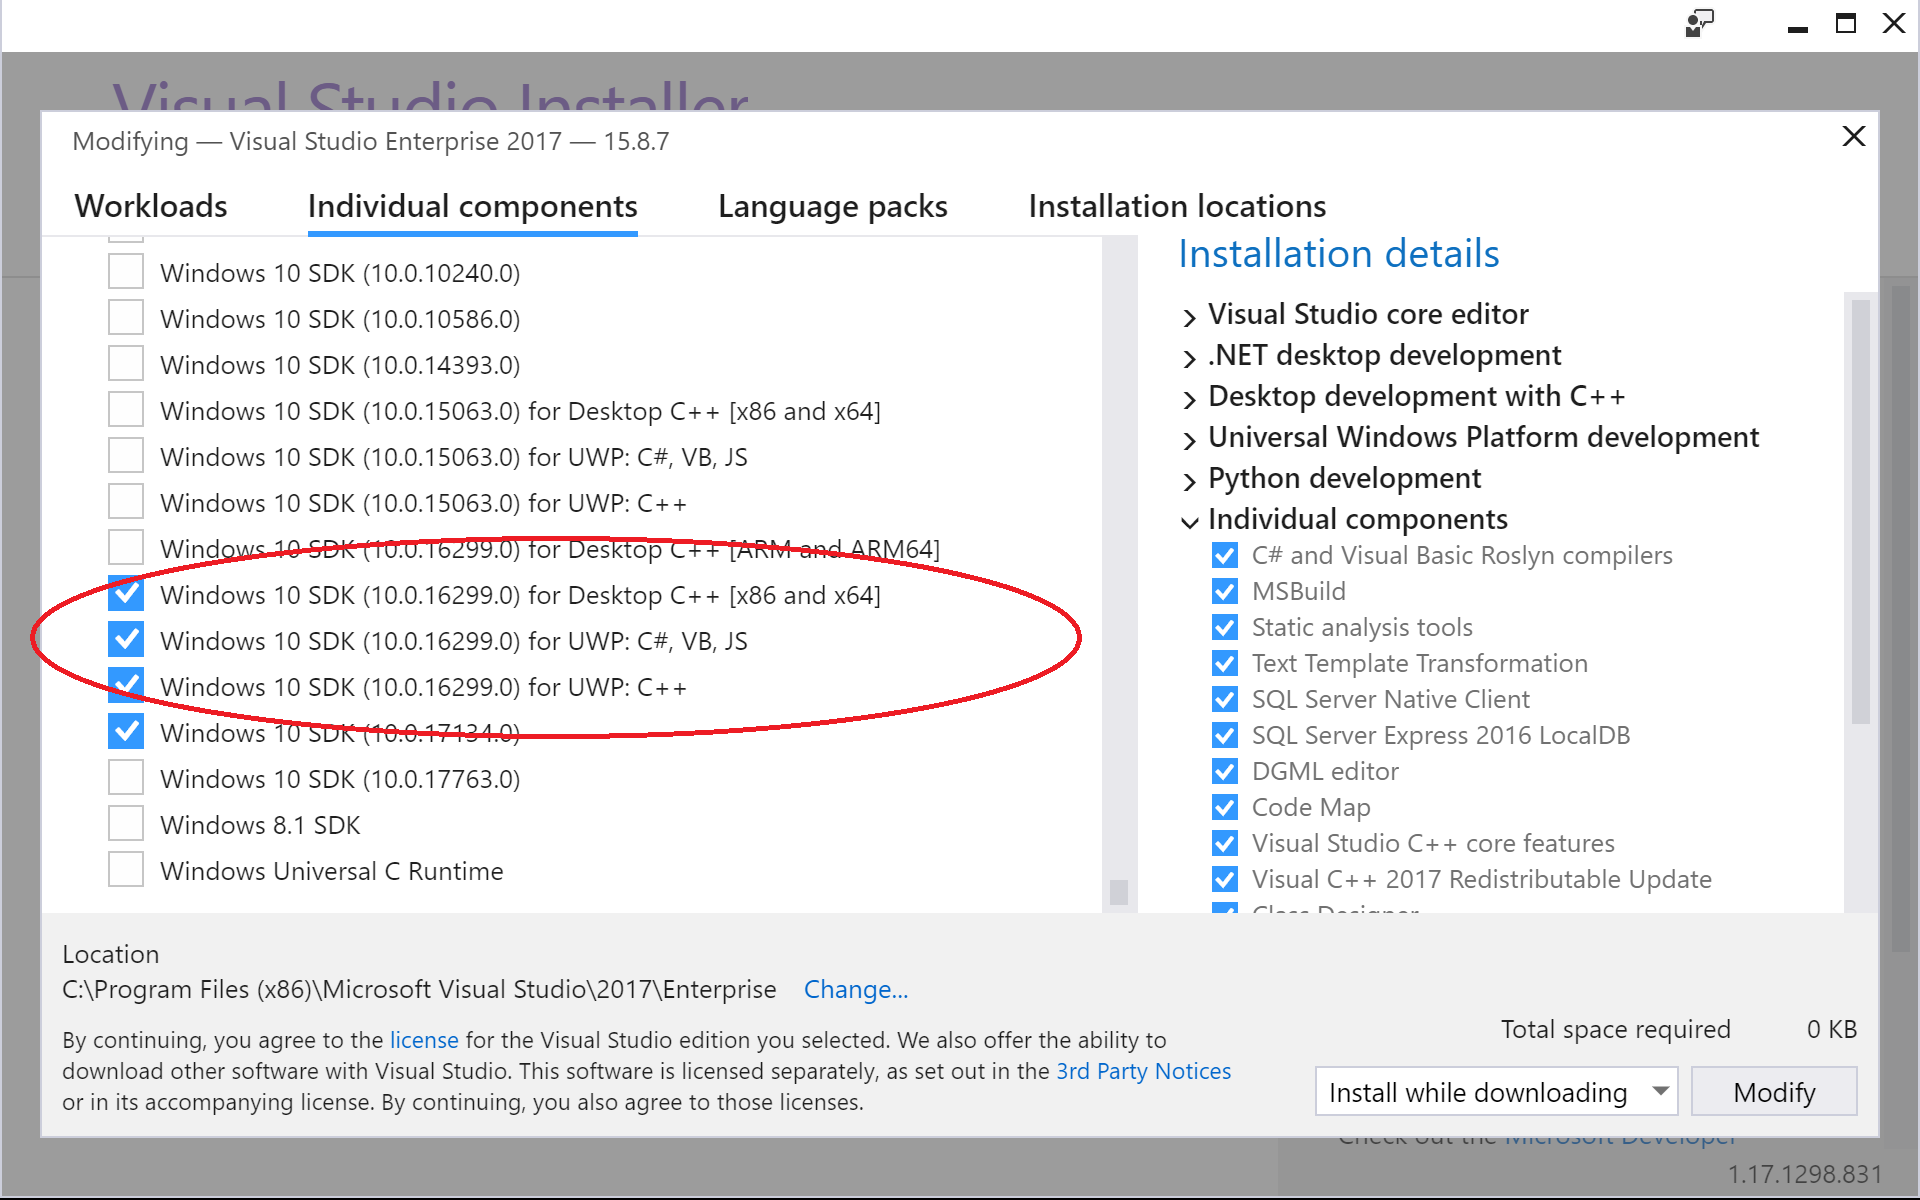 Visual Studio Installer
Modifying — Visual Studio Enterprise 2017 — 15.8.7
Workloads Individual components Language packs Installation locations
Windows 10 SDK (10.0.10240.0)
Windows 10 SDK (10.0.10586.0)
Windows 10 SDK (10.0.14393.0)
Windows 10 SDK (10.0.15063.0) for Desktop C++ [x86 and x64]
Windows 10 SDK (10.0.15063.0) for UWP: C#, VB, JS
Windows 10 SDK (10.0.15063.0) for UWP: C++
Windows 10 SDK (10.0.16299.0) for Desktop C++ [ARM and ARM64]
Windows 10 SDK (10.0.16299.0) for Desktop C++ [x86 and x64]
Windows 10 SDK (10.0.16299.0) for UWP: C#, VB, JS
Windows 10 SDK (10.0.16299.0) for UWP: C++
Windows 10 SDK (10.0.17134.0)
Windows 10 SDK (10.0.17763.0)
Windows 8.1 SDK
Windows Universal C Runtime
Installation details
Visual Studio core editor
.NET desktop development
Desktop development with C++
Universal Windows Platform development
Python development
Individual components
C# and Visual Basic Roslyn compilers
MSBuild
Static analysis tools
Text Template Transformation
SQL Server Native Client
SQL Server Express 2016 LocalDB
DGML editor
Code Map
Visual Studio C++ core features
Visual C++ 2017 Redistributable Update
Class Designer
Location
C:\Program Files (x86)\Microsoft Visual Studio\2017\Enterprise Change...
By continuing, you agree to the license for the Visual Studio edition you selected. We also offer the ability to
download other software with Visual Studio. This software is licensed separately, as set out in the 3rd Party Notices
or in its accompanying license. By continuing, you also agree to those licenses.
Total space required 0 KB
Install while downloading Modify
Check out the Microsoft Developer
1.17.1298.831